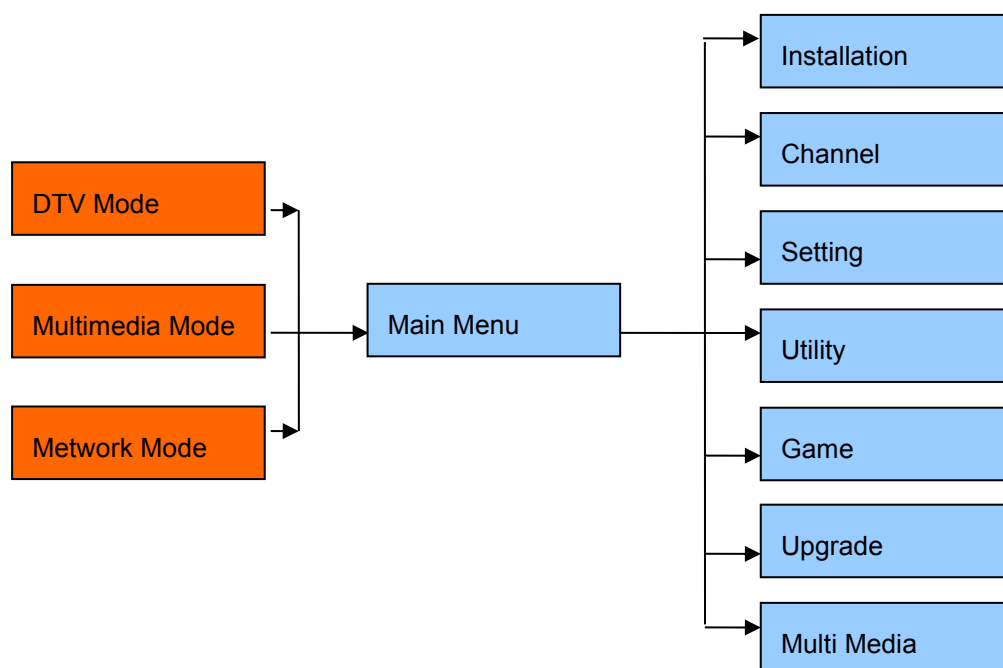 DTV Mode
Multimedia Mode
Metwork Mode
Main Menu
Installation
Channel
Setting
Utility
Game
Upgrade
Multi Media